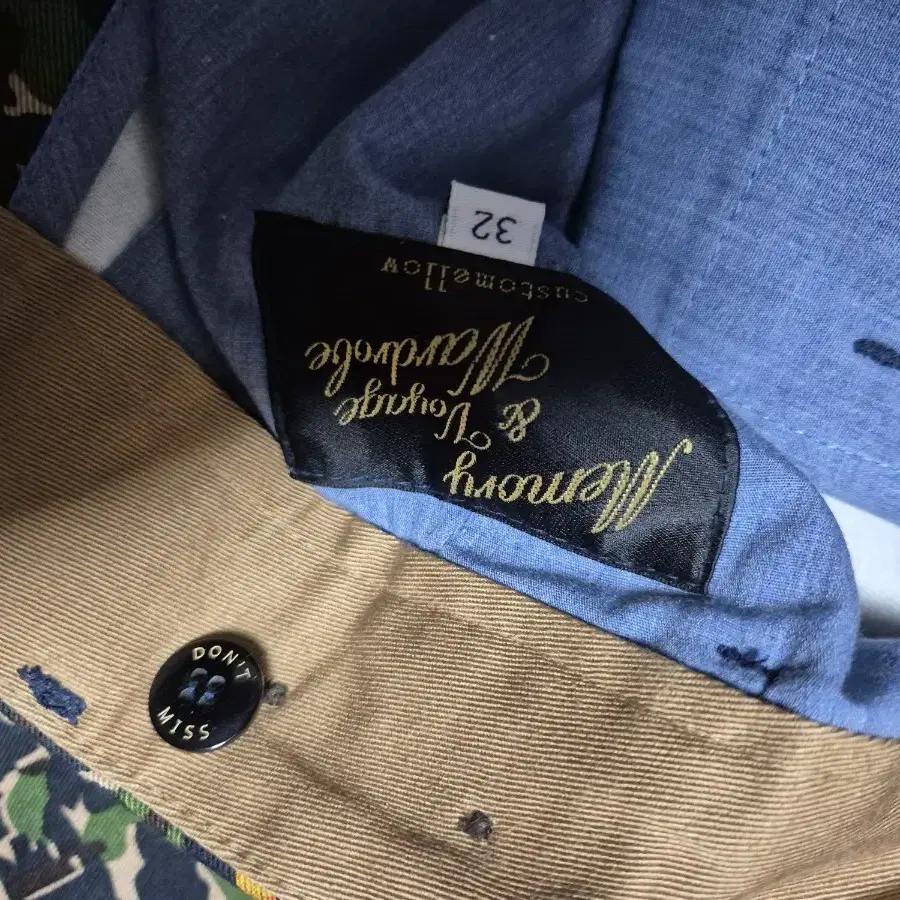 32
customellow
Memory
& Voyage
Wardrobe
DON'T
MISS